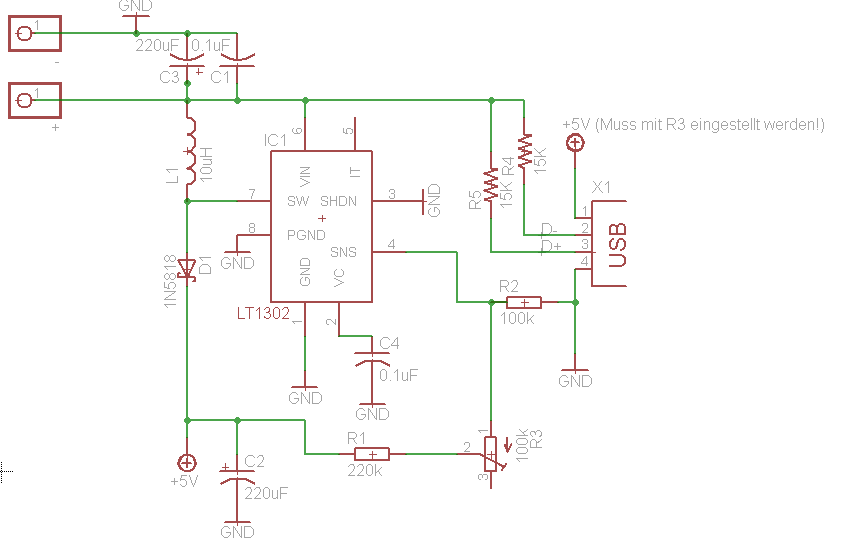 GND
1
220uF
0.1uF
-
C3
+
C1
1
+
+5V (Muss mit R3 eingestellt werden!)
IC1
6
5
L1
10uH
VIN
IT
R5
15K
R4
15K
X1
7
SW
SHDN
3
GND
1
8
PGND
D-
2
D+
3
USB
4
GND
SNS
4
1N5818
D1
GND
VC
R2
100k
LT1302
1
2
C4
0.1uF
GND
GND
GND
R1
220k
2
1
3
100k
R3
+5V
+
C2
220uF
GND